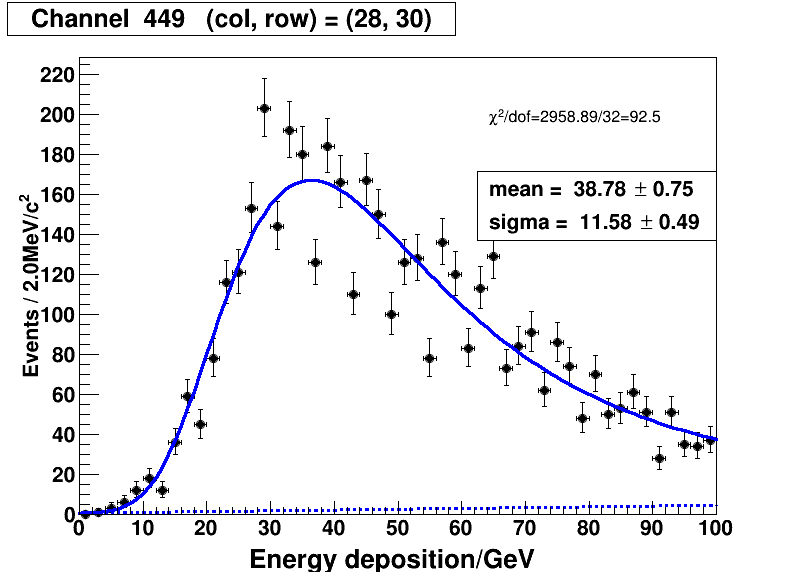 Channel 449 (col, row) = (28, 30)
220
200
180
160
140
120
100
80
60
40
20
0
Events / 2.0MeV/c²
χ²/dof=2958.89/32=92.5
mean = 38.78 ± 0.75
sigma = 11.58 ± 0.49
0 10 20 30 40 50 60 70 80 90 100
Energy deposition/GeV